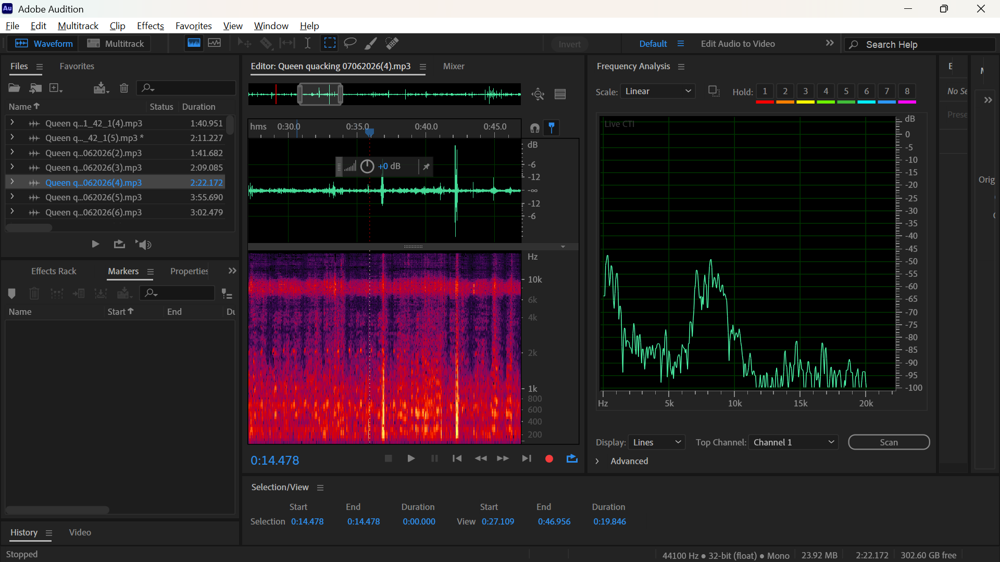 Au Adobe Audition
File Edit Multitrack Clip Effects Favorites View Window Help
Waveform Multitrack Invert Default Edit Audio to Video Search Help
Files Favorites
Name Status Duration
Queen q...1_42_1(4).mp3 1:40.951
Queen q..._42_1(5).mp3 * 2:11.227
Queen q...062026(2).mp3 1:41.682
Queen q...062026(3).mp3 2:09.085
Queen q...062026(4).mp3 2:22.172
Queen q...062026(5).mp3 3:55.690
Queen q...062026(6).mp3 3:02.479
Effects Rack Markers Properties
Name Start End Du
History Video
Stopped
Editor: Queen quacking 07062026(4).mp3 Mixer
hms 0:30.0 0:35.0 0:40.0 0:45.0
+0 dB
dB
-6
-12
-∞
-12
-6
Hz
10k
6k
4k
2k
1k
800
600
400
200
0:14.478
Frequency Analysis
Scale: Linear Hold: 1 2 3 4 5 6 7 8
Live CTI
dB
0
-5
-10
-15
-20
-25
-30
-35
-40
-45
-50
-55
-60
-65
-70
-75
-80
-85
-90
-95
-100
Hz 5k 10k 15k 20k
Display: Lines Top Channel: Channel 1 Scan
Advanced
No Se
Prese
Orig
Selection/View
Start End Duration Start End Duration
Selection 0:14.478 0:14.478 0:00.000 View 0:27.109 0:46.956 0:19.846
44100 Hz ● 32-bit (float) ● Mono 23.92 MB 2:22.172 302.60 GB free